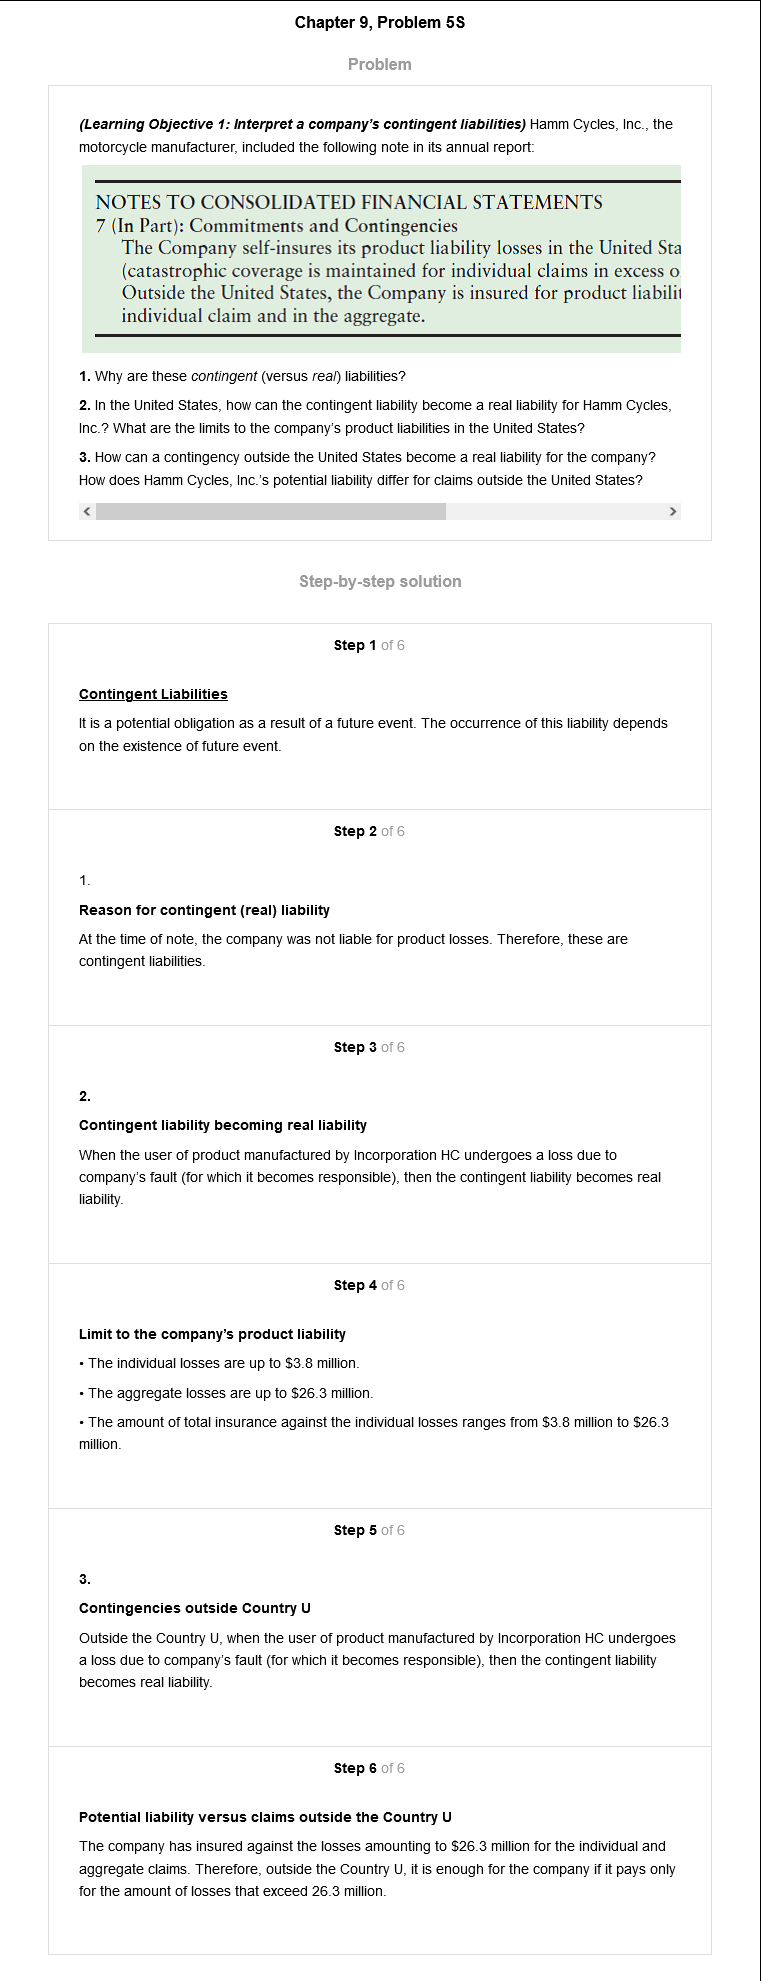 Chapter 9, Problem 5S
Problem
(Learning Objective 1: Interpret a company's contingent liabilities) Hamm Cycles, Inc., the
motorcycle manufacturer, included the following note in its annual report:
NOTES TO CONSOLIDATED FINANCIAL STATEMENTS
7 (In Part): Commitments and Contingencies
The Company self-insures its product liability losses in the United Sta
(catastrophic coverage is maintained for individual claims in excess o
Outside the United States, the Company is insured for product liabilit
individual claim and in the aggregate.
1. Why are these contingent (versus real) liabilities?
2. In the United States, how can the contingent liability become a real liability for Hamm Cycles,
Inc.? What are the limits to the company's product liabilities in the United States?
3. How can a contingency outside the United States become a real liability for the company?
How does Hamm Cycles, Inc.'s potential liability differ for claims outside the United States?
Step-by-step solution
Step 1 of 6
Contingent Liabilities
It is a potential obligation as a result of a future event. The occurrence of this liability depends
on the existence of future event.
Step 2 of 6
1.
Reason for contingent (real) liability
At the time of note, the company was not liable for product losses. Therefore, these are
contingent liabilities.
Step 3 of 6
2.
Contingent liability becoming real liability
When the user of product manufactured by Incorporation HC undergoes a loss due to
company's fault (for which it becomes responsible), then the contingent liability becomes real
liability.
Step 4 of 6
Limit to the company's product liability
• The individual losses are up to $3.8 million.
• The aggregate losses are up to $26.3 million.
• The amount of total insurance against the individual losses ranges from $3.8 million to $26.3
million.
Step 5 of 6
3.
Contingencies outside Country U
Outside the Country U, when the user of product manufactured by Incorporation HC undergoes
a loss due to company's fault (for which it becomes responsible), then the contingent liability
becomes real liability.
Step 6 of 6
Potential liability versus claims outside the Country U
The company has insured against the losses amounting to $26.3 million for the individual and
aggregate claims. Therefore, outside the Country U, it is enough for the company if it pays only
for the amount of losses that exceed 26.3 million.